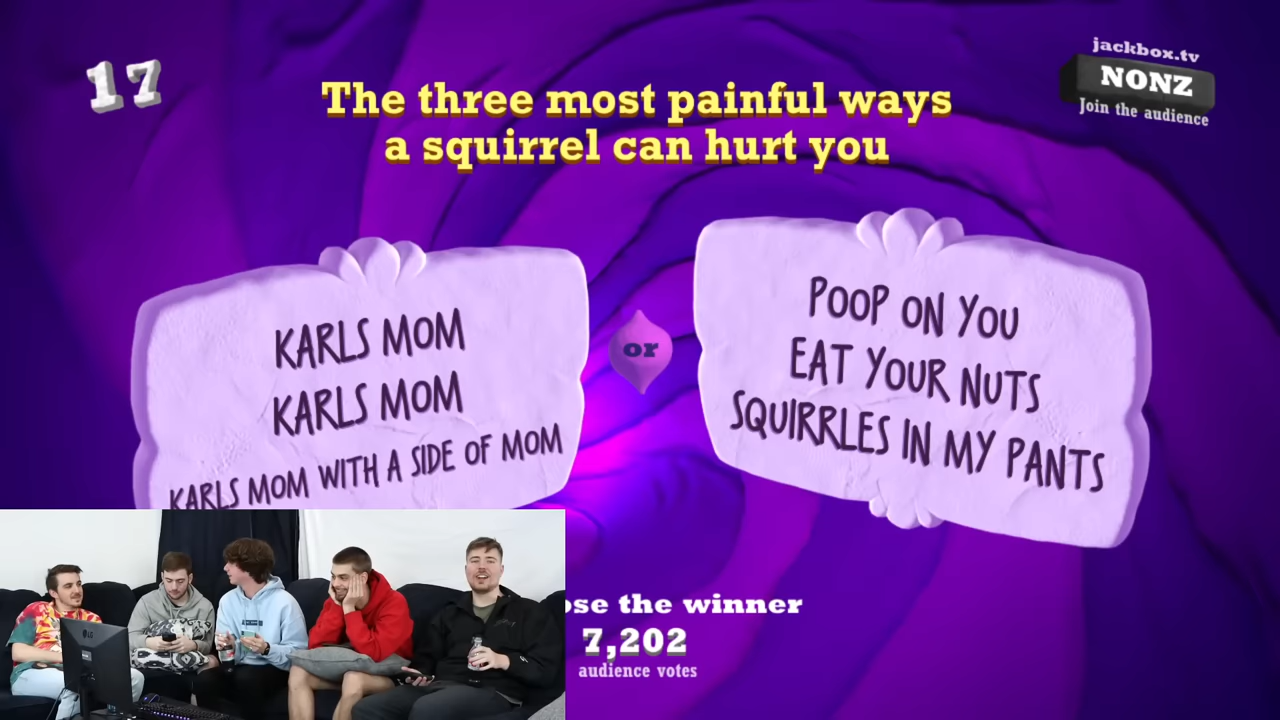 17
jackbox.tv
NONZ
Join the audience
The three most painful ways
a squirrel can hurt you
KARLS MOM
KARLS MOM
KARLS MOM WITH A SIDE OF MOM
or
POOP ON YOU
EAT YOUR NUTS
SQUIRRLES IN MY PANTS
ose the winner
7,202
audience votes
LG